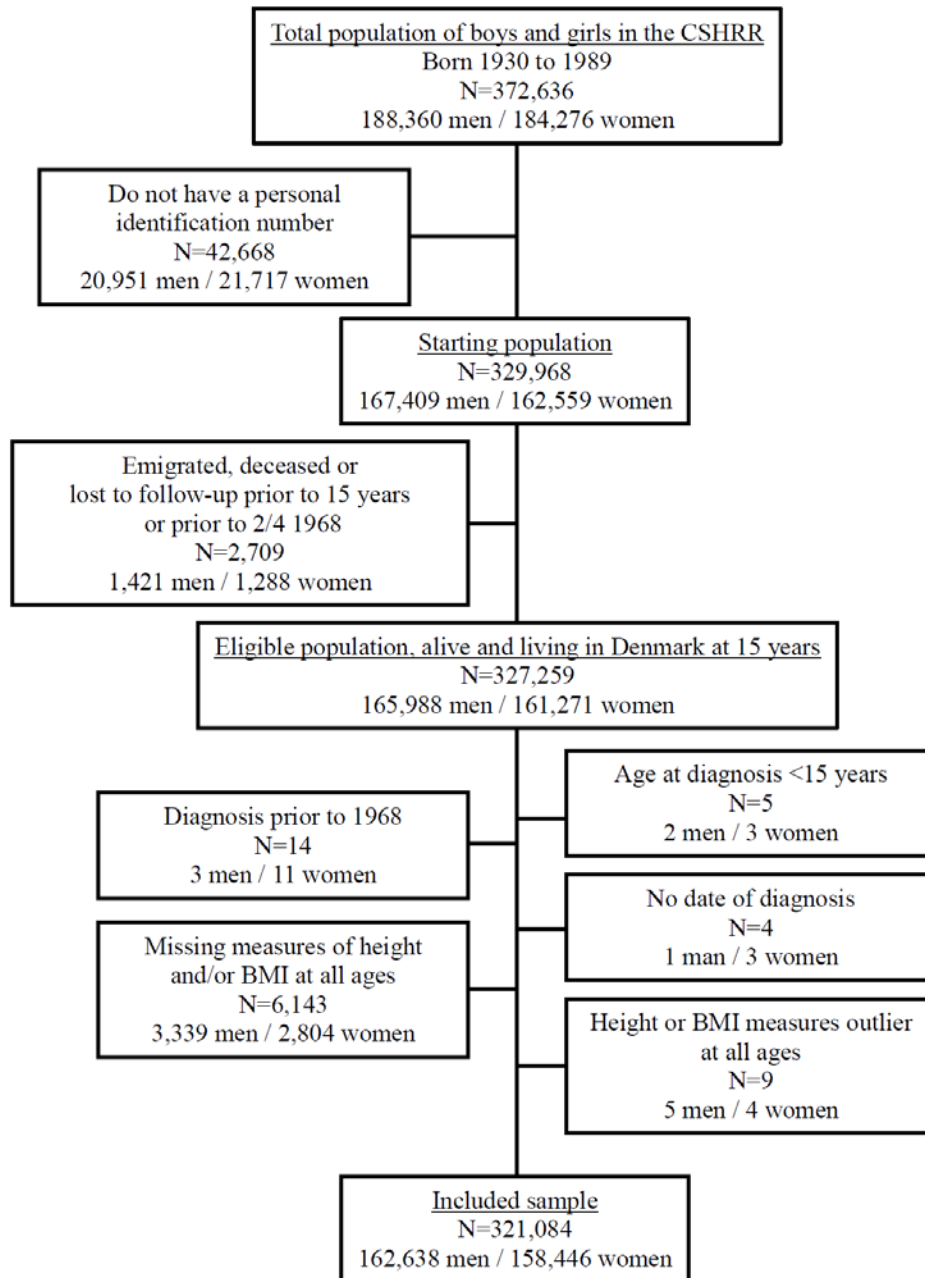 Total population of boys and girls in the CSHRR
Born 1930 to 1989
N=372,636
188,360 men / 184,276 women
Do not have a personal
identification number
N=42,668
20,951 men / 21,717 women
Starting population
N=329,968
167,409 men / 162,559 women
Emigrated, deceased or
lost to follow-up prior to 15 years
or prior to 2/4 1968
N=2,709
1,421 men / 1,288 women
Eligible population, alive and living in Denmark at 15 years
N=327,259
165,988 men / 161,271 women
Age at diagnosis <15 years
N=5
2 men / 3 women
Diagnosis prior to 1968
N=14
3 men / 11 women
No date of diagnosis
N=4
1 man / 3 women
Missing measures of height
and/or BMI at all ages
N=6,143
3,339 men / 2,804 women
Height or BMI measures outlier
at all ages
N=9
5 men / 4 women
Included sample
N=321,084
162,638 men / 158,446 women